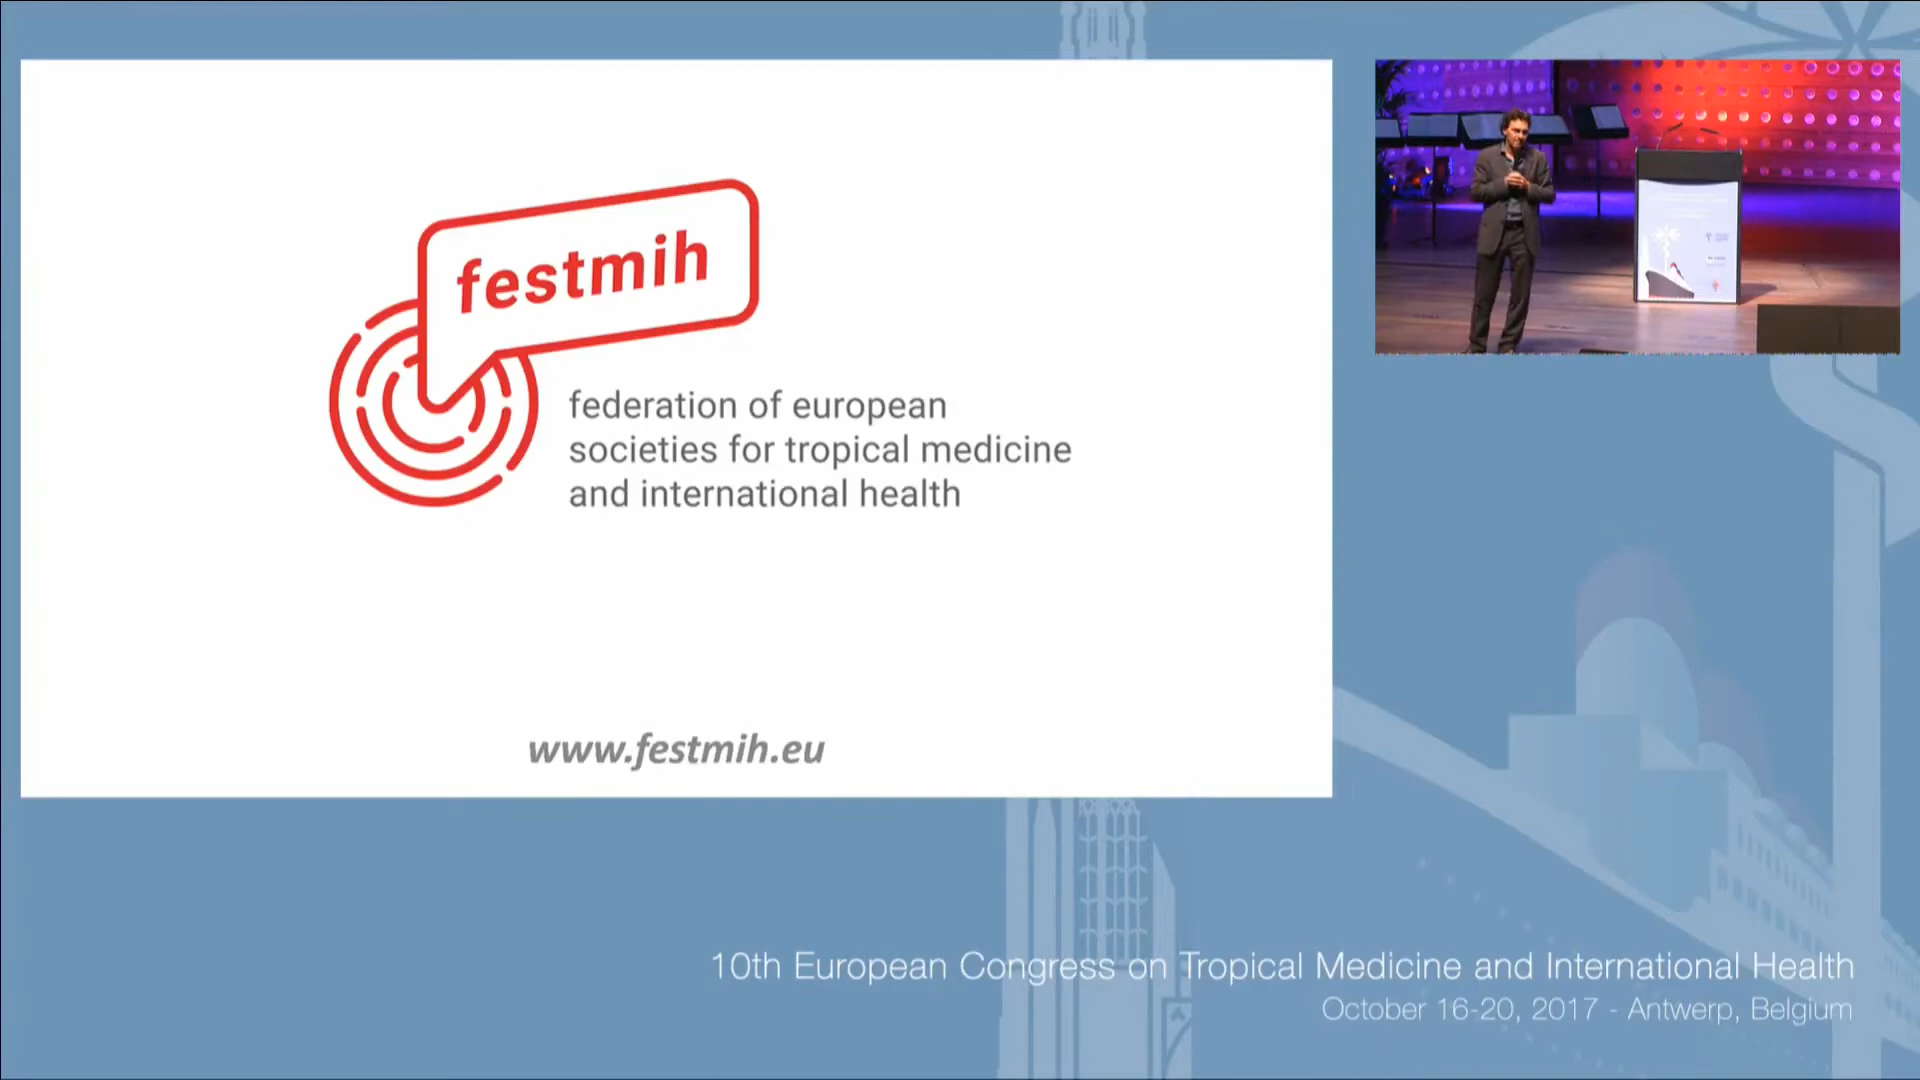 festmih
federation of european
societies for tropical medicine
and international health
www.festmih.eu
10th European Congress on Tropical Medicine and International Health
October 16-20, 2017 - Antwerp, Belgium